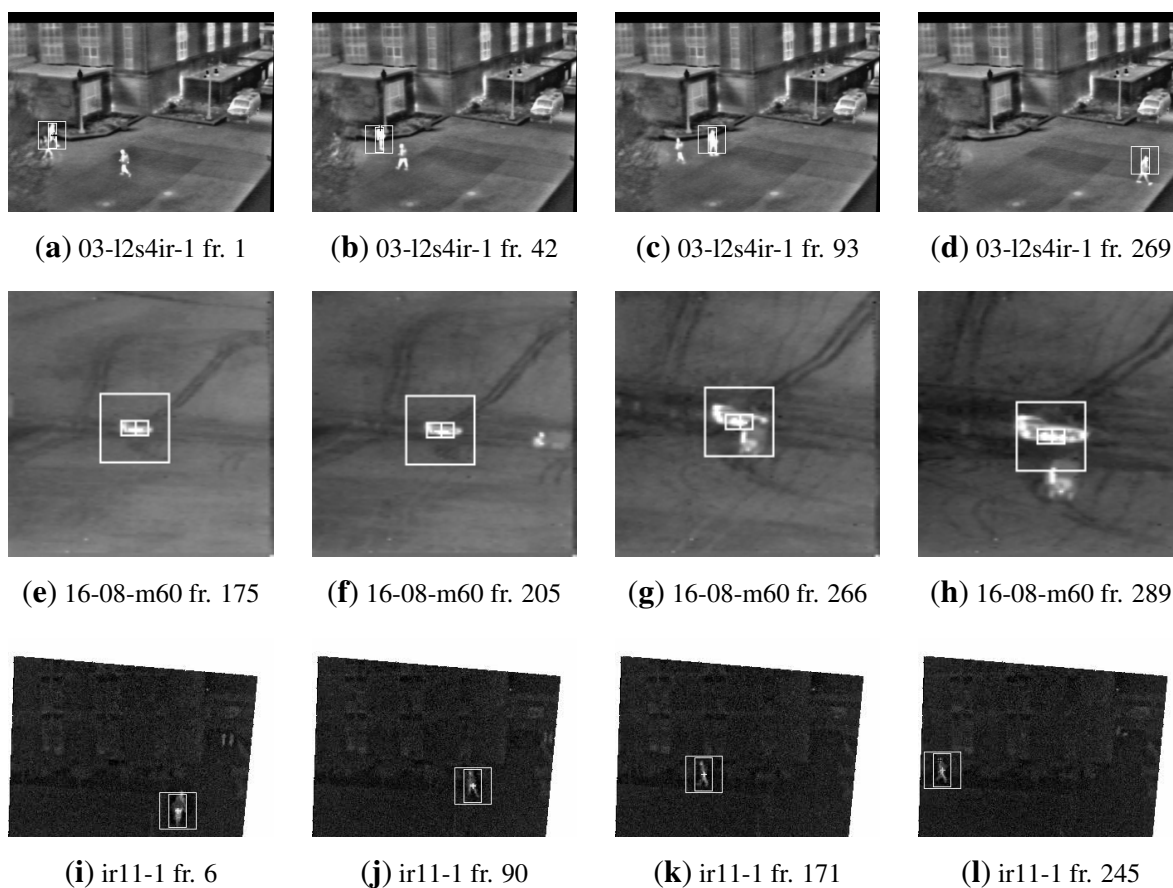 (a) 03-l2s4ir-1 fr. 1
(b) 03-l2s4ir-1 fr. 42
(c) 03-l2s4ir-1 fr. 93
(d) 03-l2s4ir-1 fr. 269
(e) 16-08-m60 fr. 175
(f) 16-08-m60 fr. 205
(g) 16-08-m60 fr. 266
(h) 16-08-m60 fr. 289
(i) ir11-1 fr. 6
(j) ir11-1 fr. 90
(k) ir11-1 fr. 171
(l) ir11-1 fr. 245